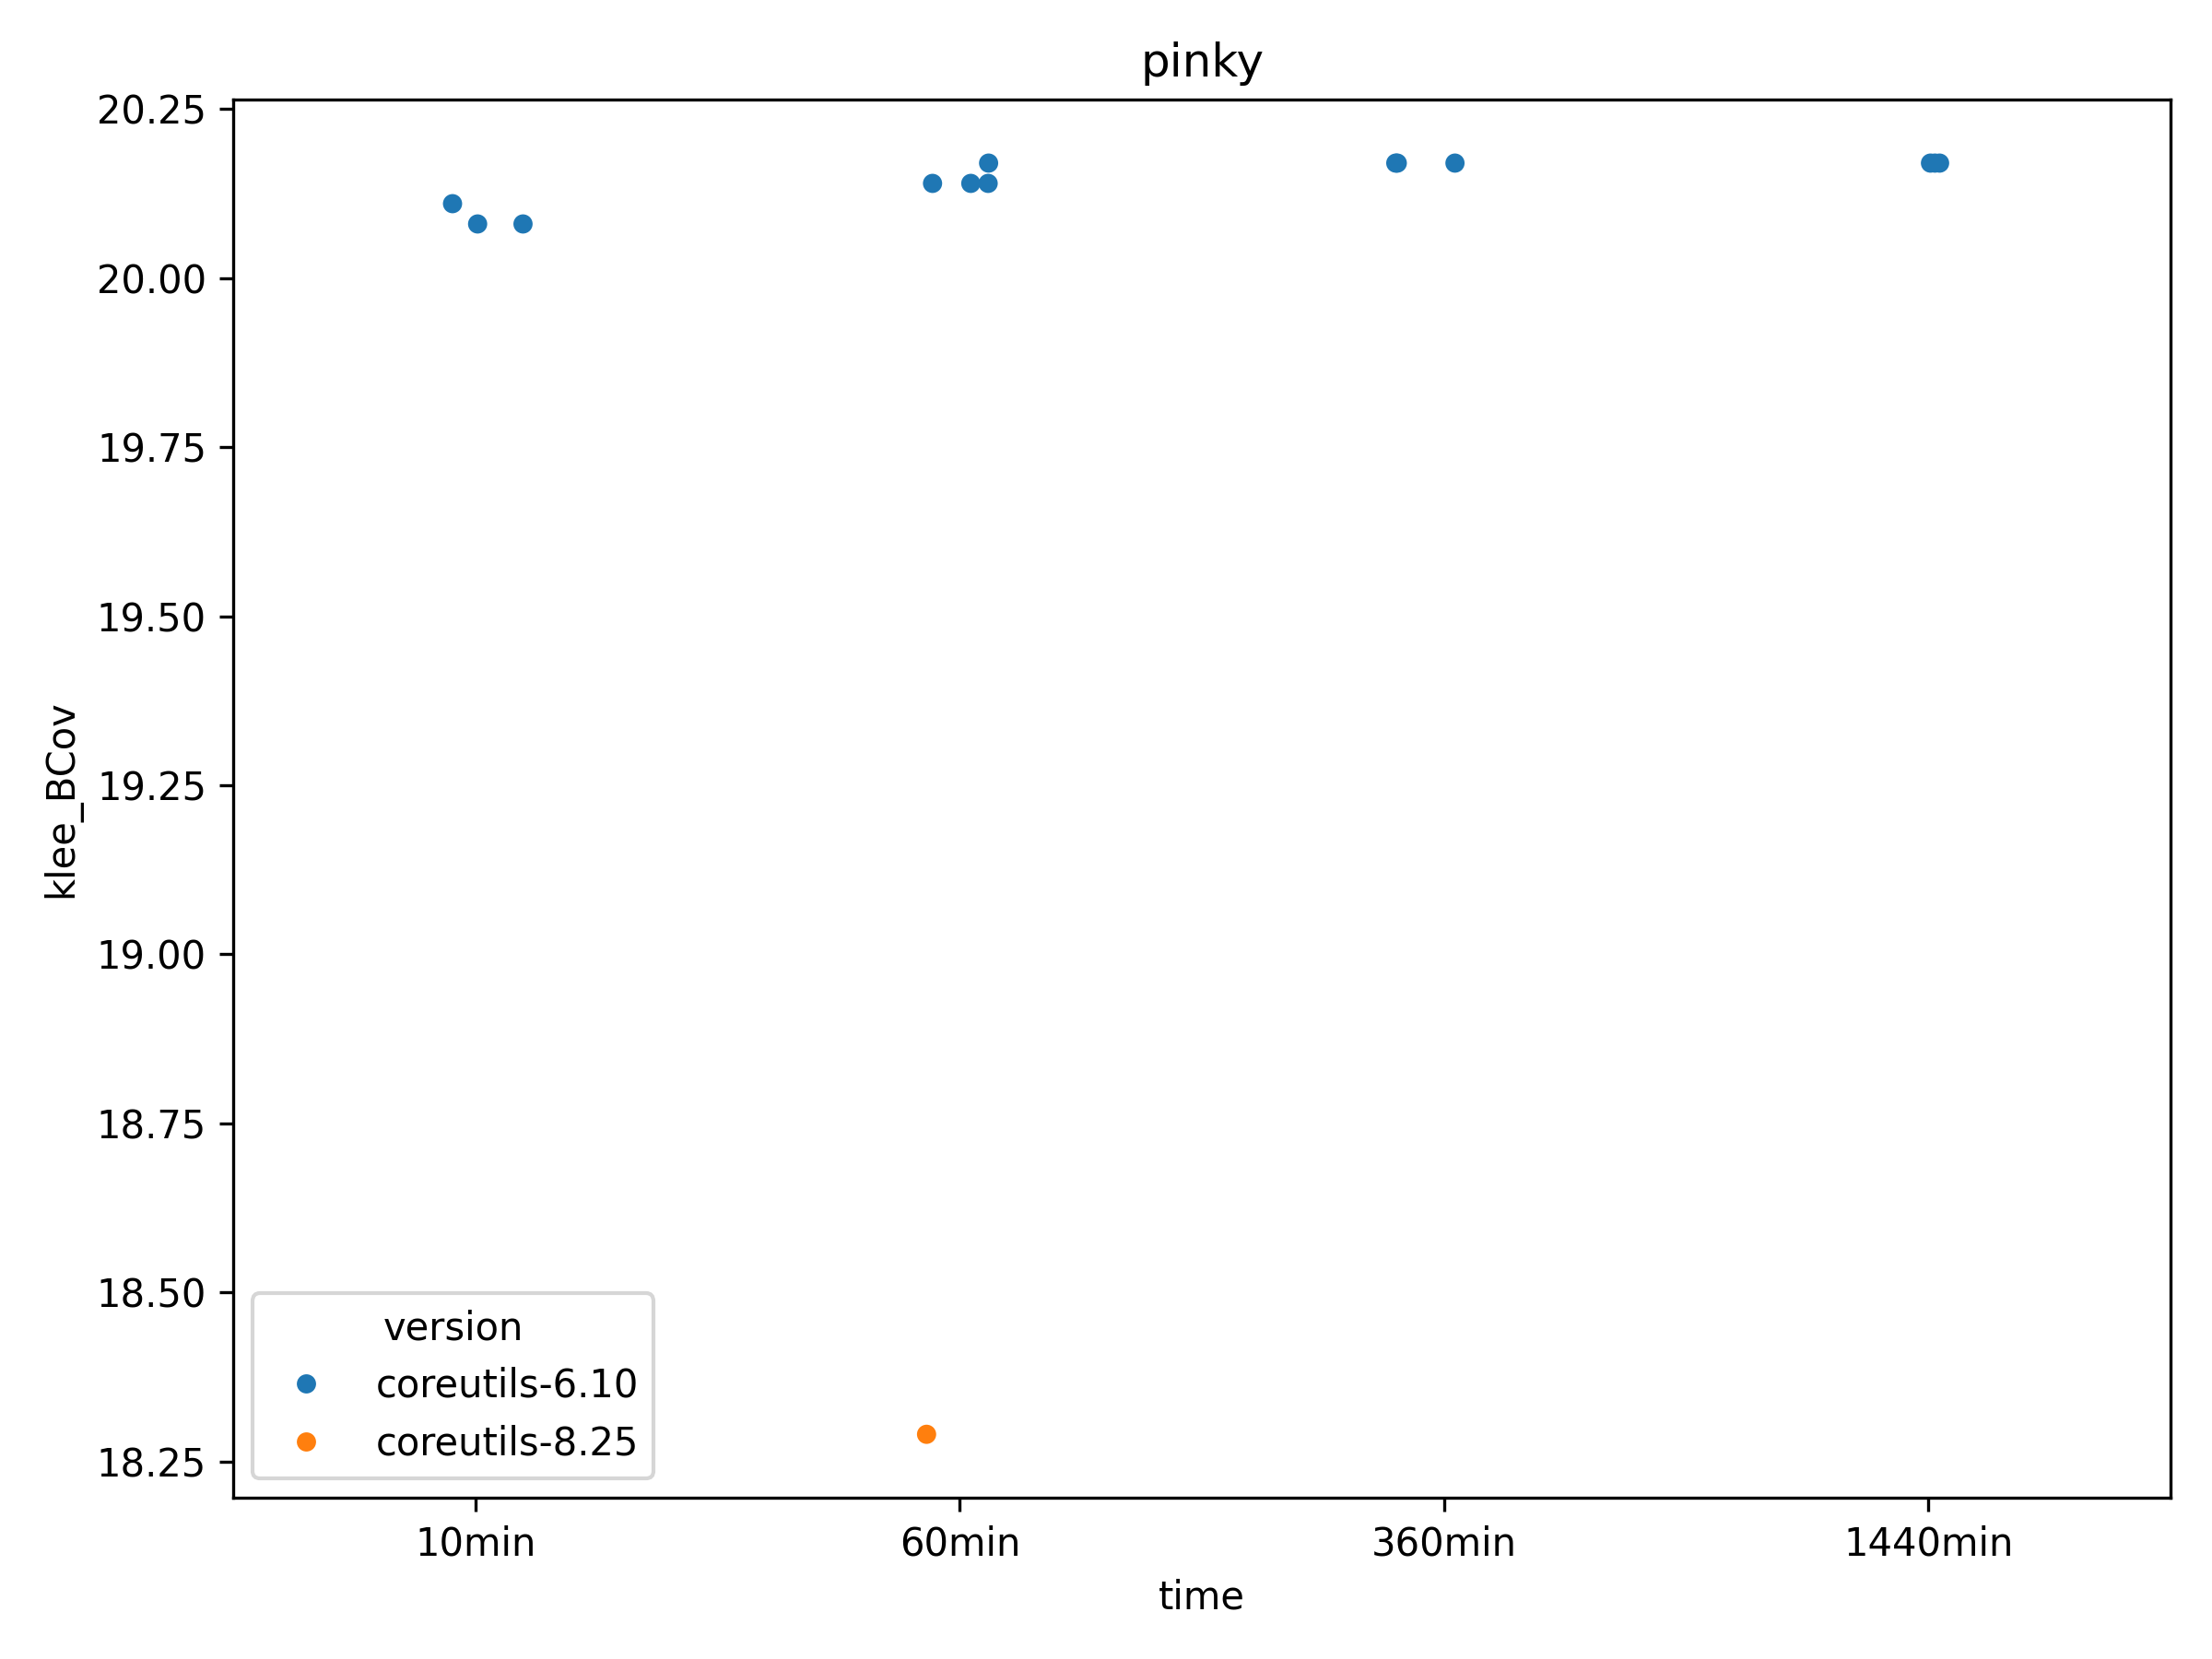 pinky
20.25
20.00
19.75
19.50
19.25
19.00
18.75
18.50
18.25
klee_BCov
version
coreutils-6.10
coreutils-8.25
10min
60min
360min
1440min
time